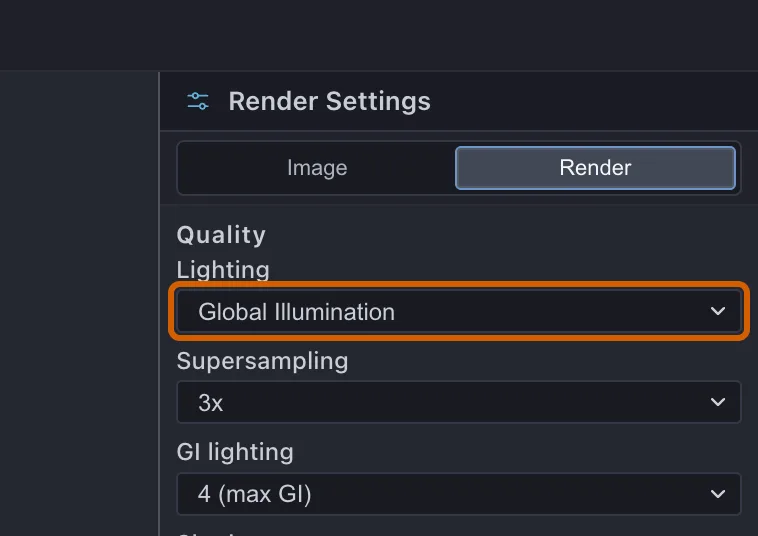 Render Settings
Image
Render
Quality
Lighting
Global Illumination
Supersampling
3x
GI lighting
4 (max GI)